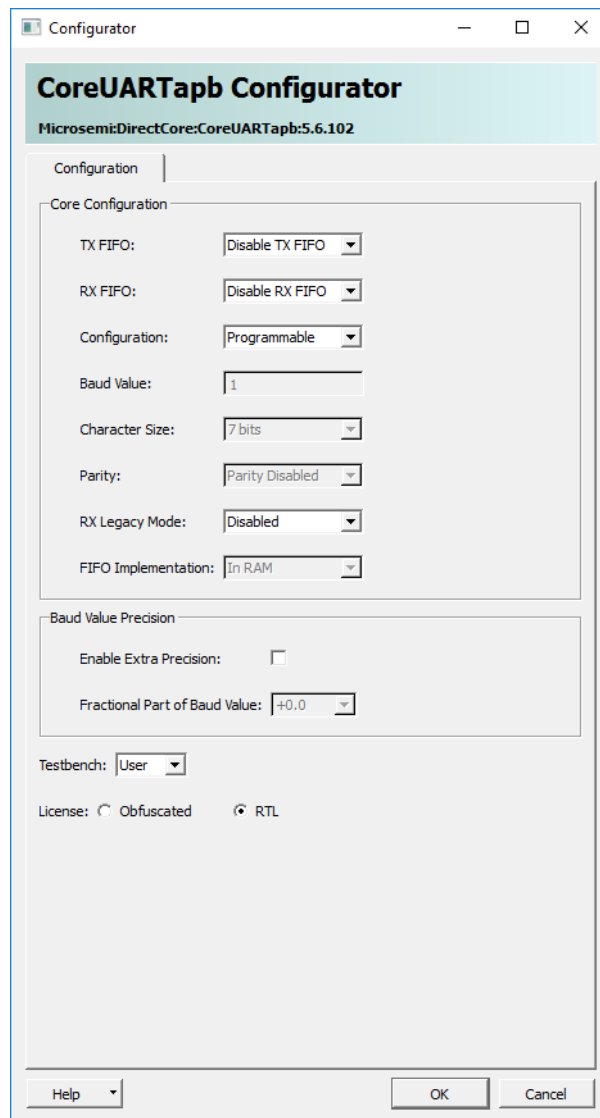 Configurator
CoreUARTapb Configurator
Microsemi:DirectCore:CoreUARTapb:5.6.102
Configuration
Core Configuration
TX FIFO: Disable TX FIFO
RX FIFO: Disable RX FIFO
Configuration: Programmable
Baud Value: 1
Character Size: 7 bits
Parity: Parity Disabled
RX Legacy Mode: Disabled
FIFO Implementation: In RAM
Baud Value Precision
Enable Extra Precision:
Fractional Part of Baud Value: +0.0
Testbench: User
License: Obfuscated RTL
Help OK Cancel